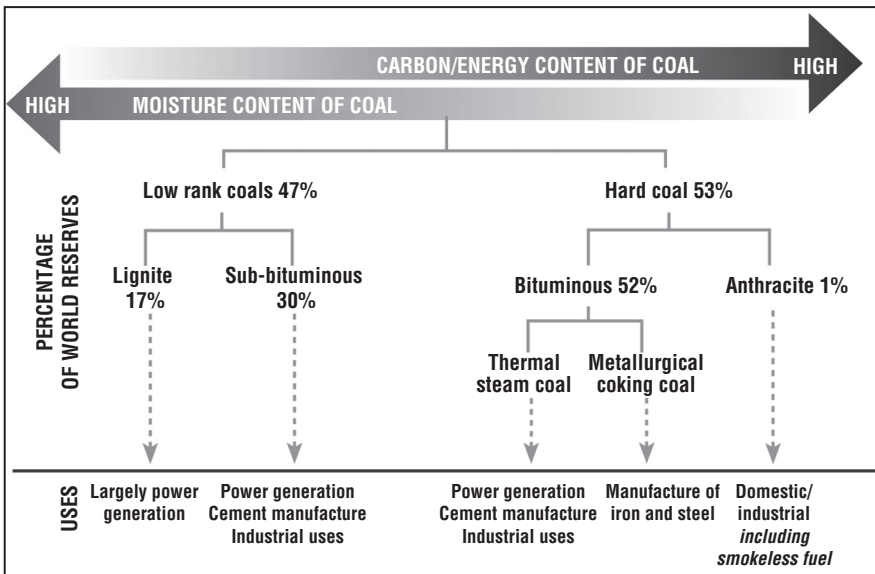 CARBON/ENERGY CONTENT OF COAL HIGH
HIGH MOISTURE CONTENT OF COAL
PERCENTAGE
OF WORLD RESERVES
Low rank coals 47%
Hard coal 53%
Lignite
17%
Sub-bituminous
30%
Bituminous 52%
Anthracite 1%
Thermal
steam coal
Metallurgical
coking coal
USES
Largely power
generation
Power generation
Cement manufacture
Industrial uses
Power generation
Cement manufacture
Industrial uses
Manufacture of
iron and steel
Domestic/
industrial
including
smokeless fuel